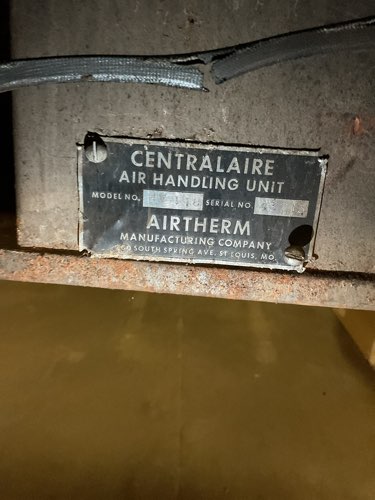 CENTRALAIRE
AIR HANDLING UNIT
MODEL NO. SERIAL NO.
AIRTHERM
MANUFACTURING COMPANY
SOUTH SPRING AVE. ST. LOUIS, MO.